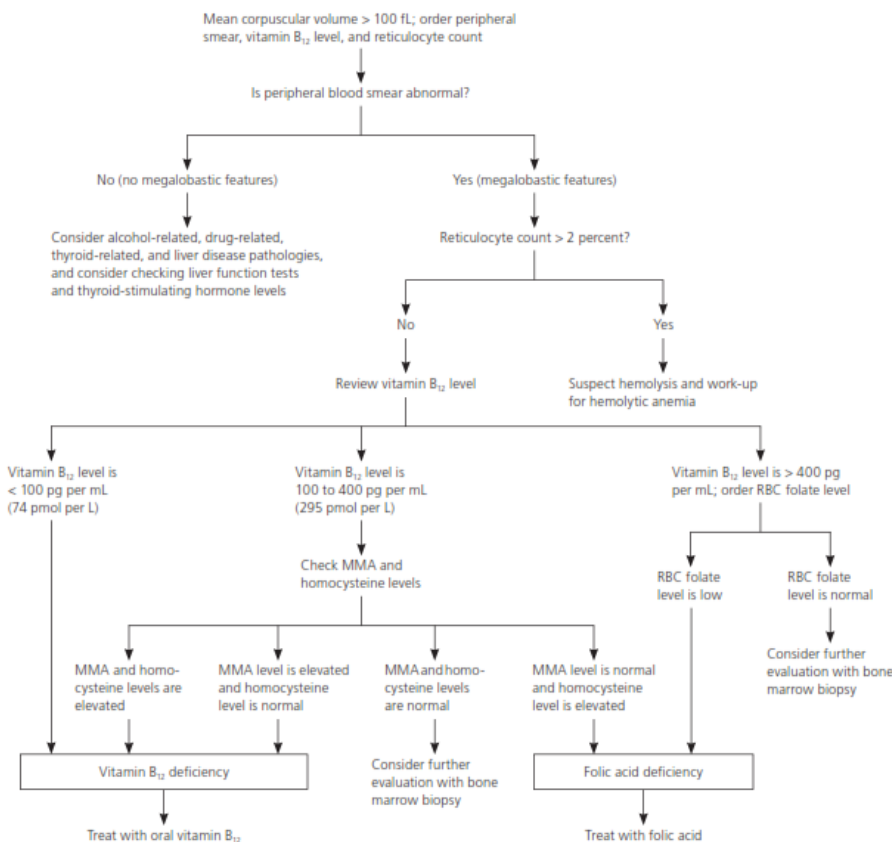 Mean corpuscular volume > 100 fL; order peripheral
smear, vitamin B₁₂ level, and reticulocyte count
Is peripheral blood smear abnormal?
No (no megalobastic features)
Yes (megalobastic features)
Consider alcohol-related, drug-related,
thyroid-related, and liver disease pathologies,
and consider checking liver function tests
and thyroid-stimulating hormone levels
Reticulocyte count > 2 percent?
No
Yes
Review vitamin B₁₂ level
Suspect hemolysis and work-up
for hemolytic anemia
Vitamin B₁₂ level is
< 100 pg per mL
(74 pmol per L)
Vitamin B₁₂ level is
100 to 400 pg per mL
(295 pmol per L)
Vitamin B₁₂ level is > 400 pg
per mL; order RBC folate level
Check MMA and
homocysteine levels
RBC folate
level is low
RBC folate
level is normal
MMA and homo-
cysteine levels are
elevated
MMA level is elevated
and homocysteine
level is normal
MMA and homo-
cysteine levels
are normal
MMA level is normal
and homocysteine
level is elevated
Consider further
evaluation with bone
marrow biopsy
Vitamin B₁₂ deficiency
Consider further
evaluation with bone
marrow biopsy
Folic acid deficiency
Treat with oral vitamin B₁₂
Treat with folic acid